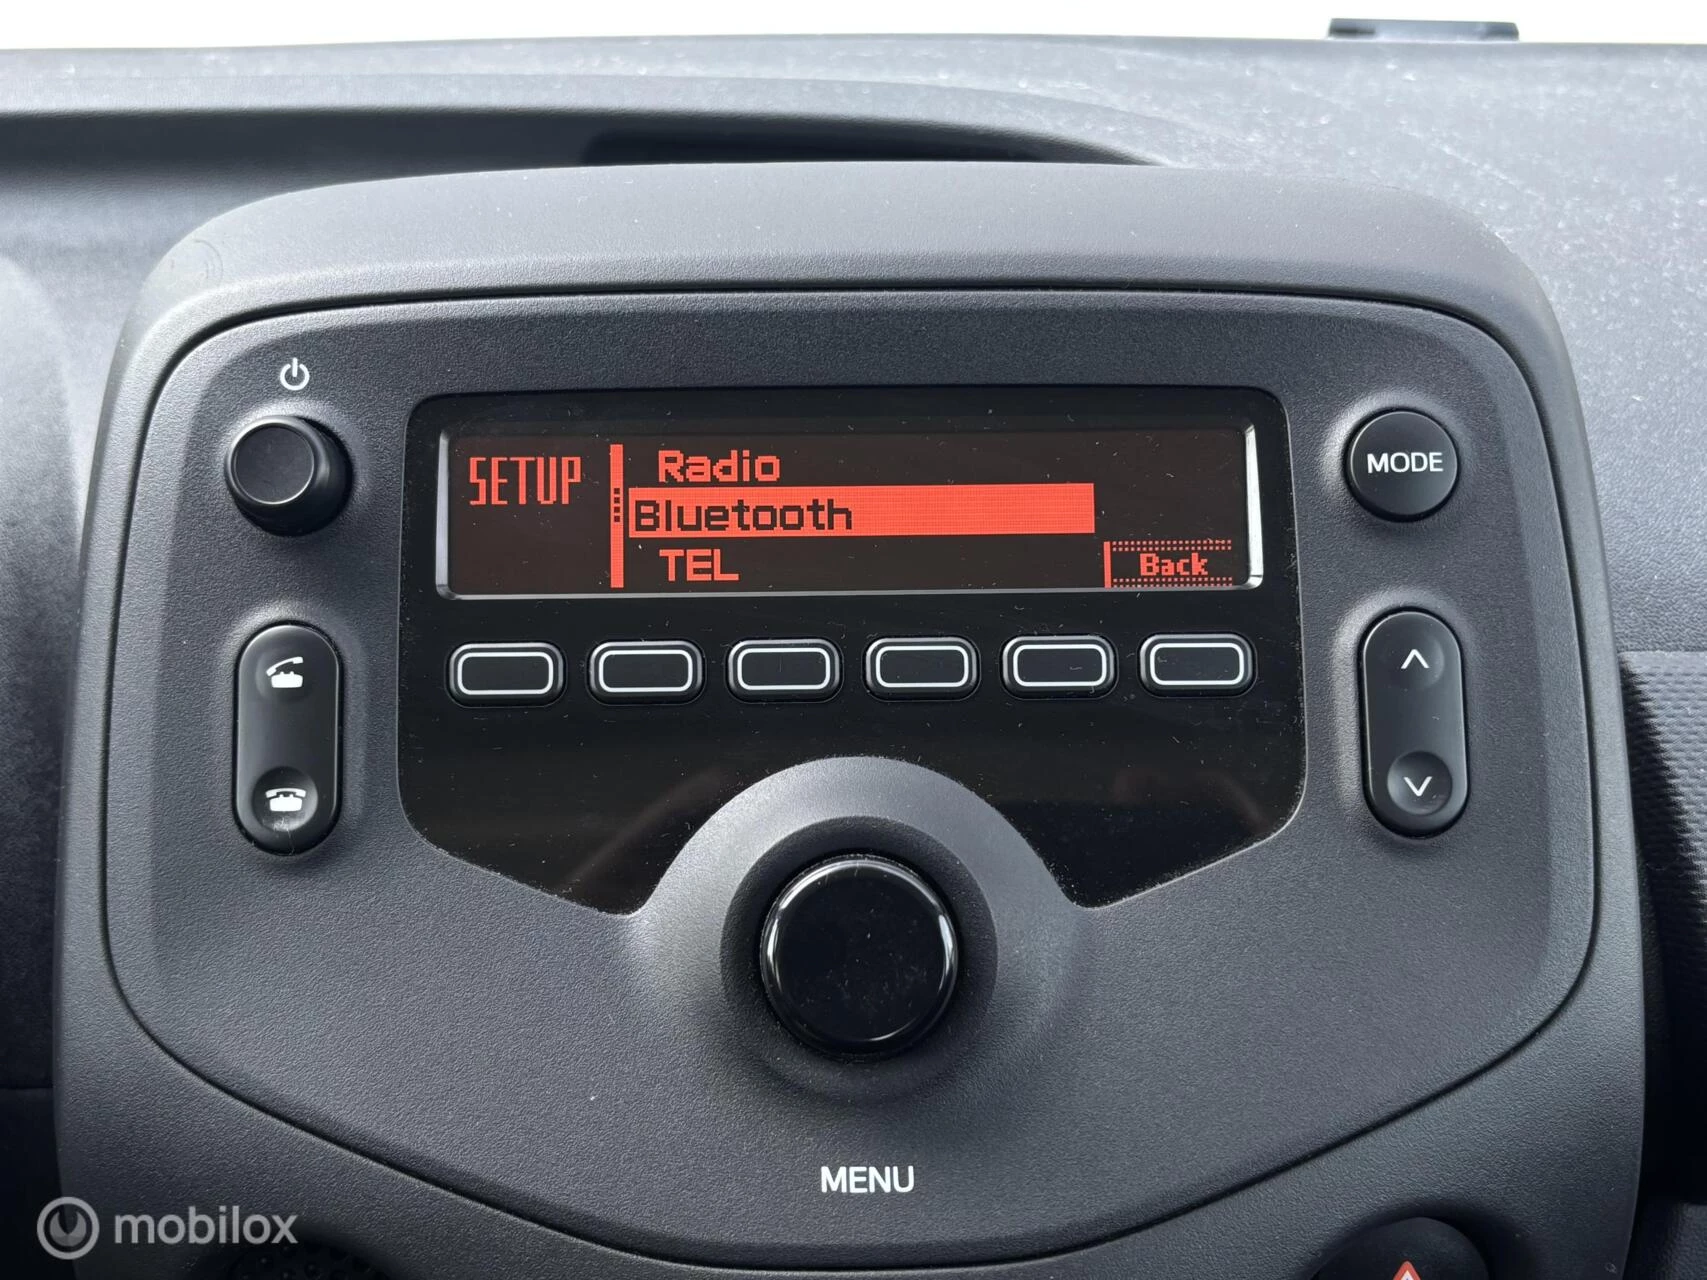 SETUP
Radio
Bluetooth
TEL
Back
MODE
MENU
mobilox